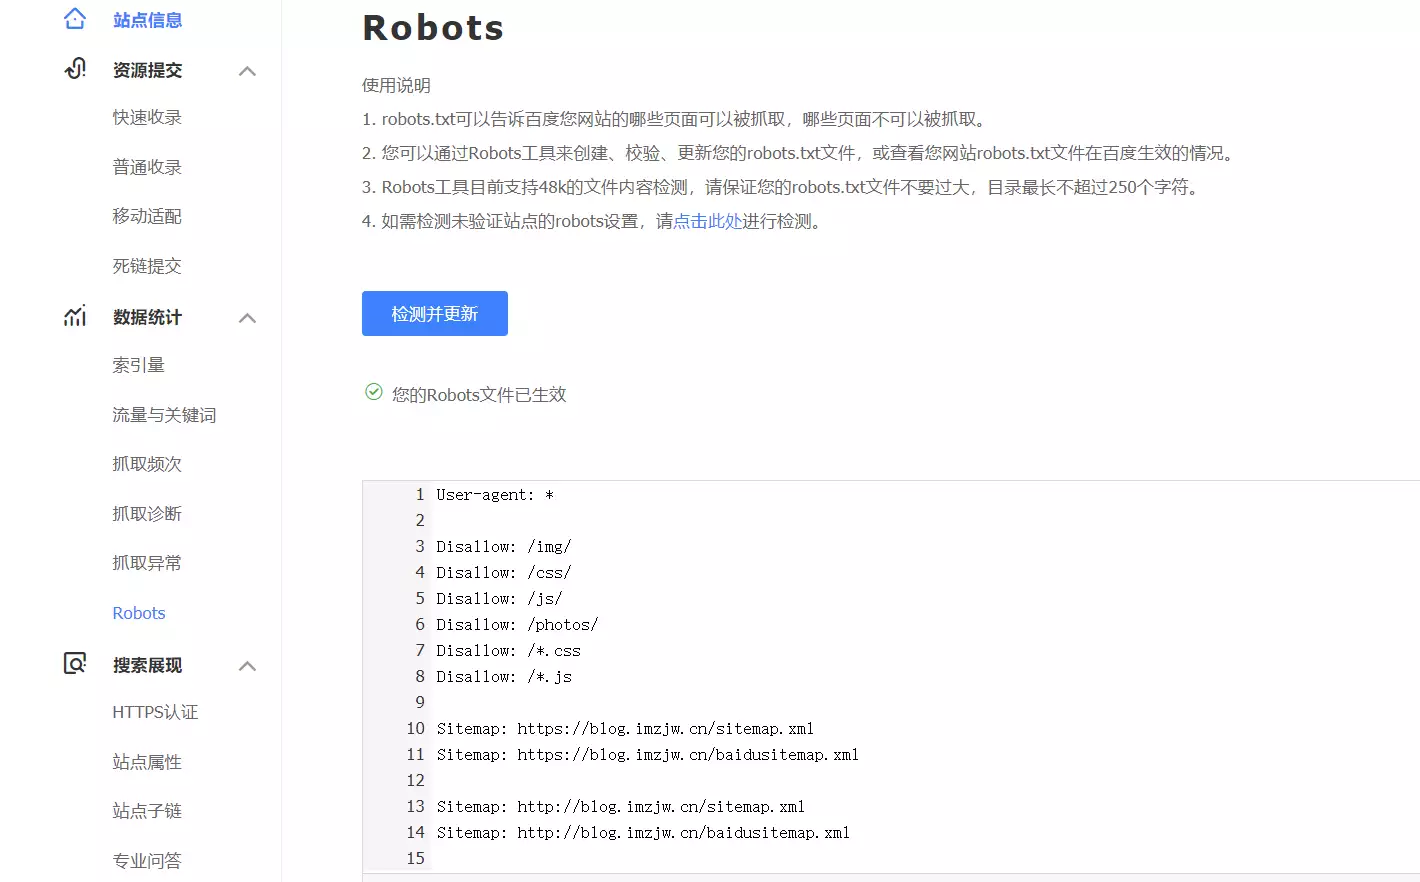 站点信息
资源提交
快速收录
普通收录
移动适配
死链提交
数据统计
索引量
流量与关键词
抓取频次
抓取诊断
抓取异常
Robots
搜索展现
HTTPS认证
站点属性
站点子链
专业问答
Robots
使用说明
1. robots.txt可以告诉百度您网站的哪些页面可以被抓取，哪些页面不可以被抓取。
2. 您可以通过Robots工具来创建、校验、更新您的robots.txt文件，或查看您网站robots.txt文件在百度生效的情况。
3. Robots工具目前支持48k的文件内容检测，请保证您的robots.txt文件不要过大，目录最长不超过250个字符。
4. 如需检测未验证站点的robots设置，请点击此处进行检测。
检测并更新
您的Robots文件已生效
1 User-agent: *
2
3 Disallow: /img/
4 Disallow: /css/
5 Disallow: /js/
6 Disallow: /photos/
7 Disallow: /*.css
8 Disallow: /*.js
9
10 Sitemap: https://blog.imzjw.cn/sitemap.xml
11 Sitemap: https://blog.imzjw.cn/baidusitemap.xml
12
13 Sitemap: http://blog.imzjw.cn/sitemap.xml
14 Sitemap: http://blog.imzjw.cn/baidusitemap.xml
15